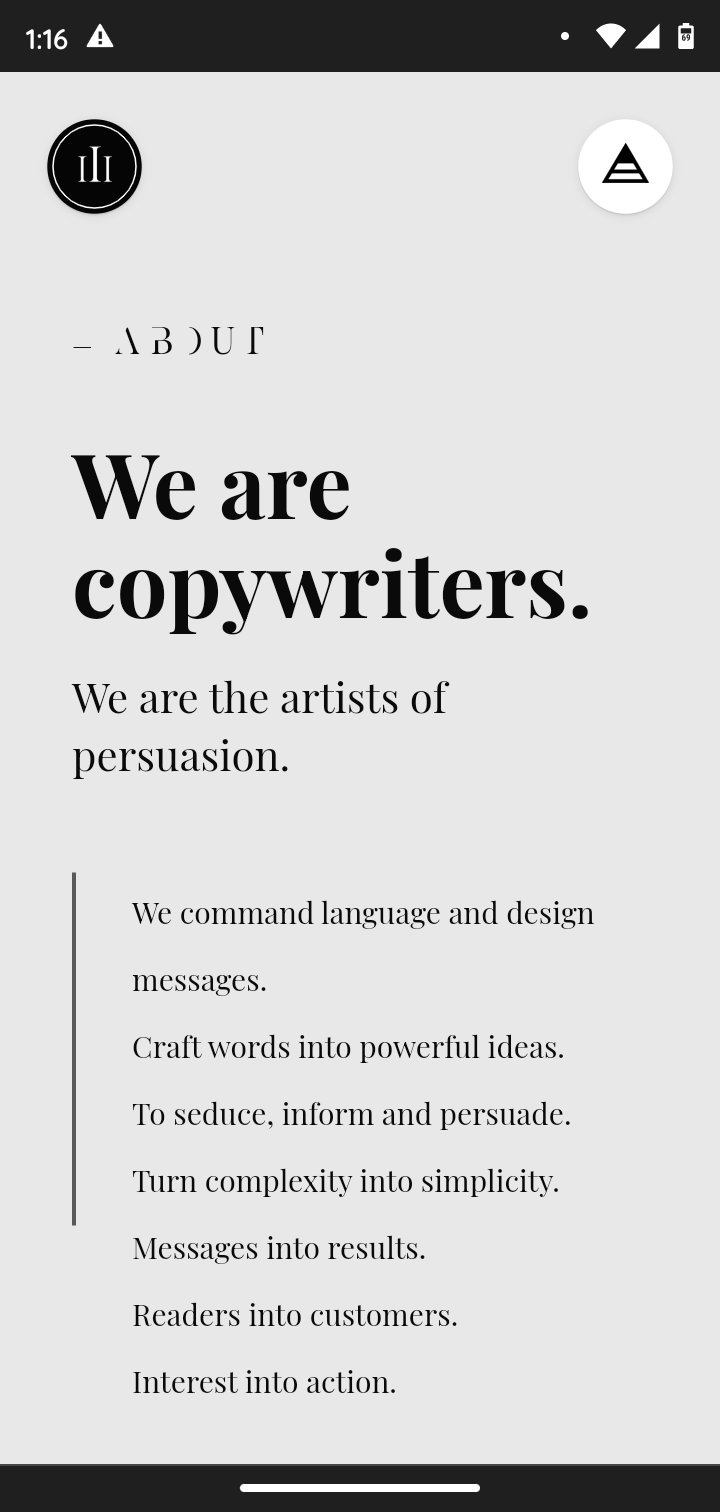 1:16
69
– ABOUT
We are
copywriters.
We are the artists of
persuasion.
We command language and design
messages.
Craft words into powerful ideas.
To seduce, inform and persuade.
Turn complexity into simplicity.
Messages into results.
Readers into customers.
Interest into action.